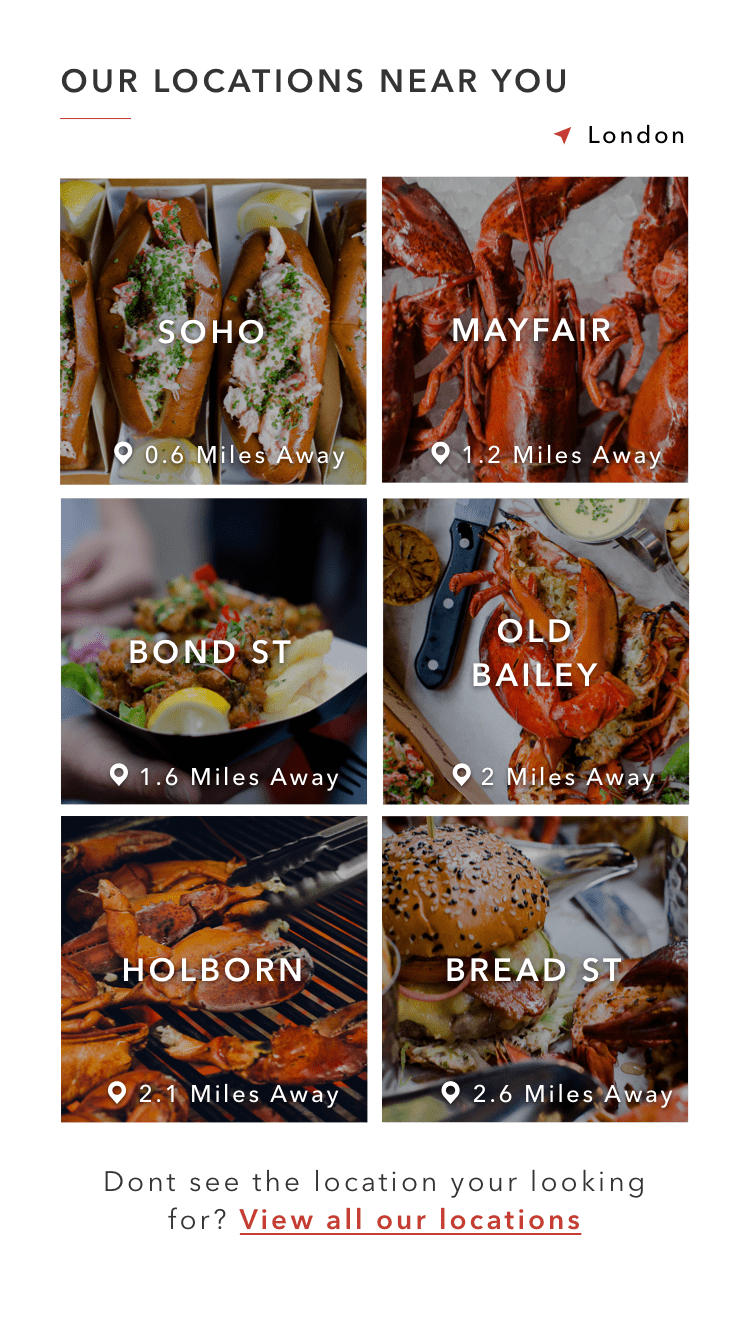 OUR LOCATIONS NEAR YOU
London
SOHO
0.6 Miles Away
MAYFAIR
1.2 Miles Away
BOND ST
1.6 Miles Away
OLD
BAILEY
2 Miles Away
HOLBORN
2.1 Miles Away
BREAD ST
2.6 Miles Away
Dont see the location your looking
for? View all our locations